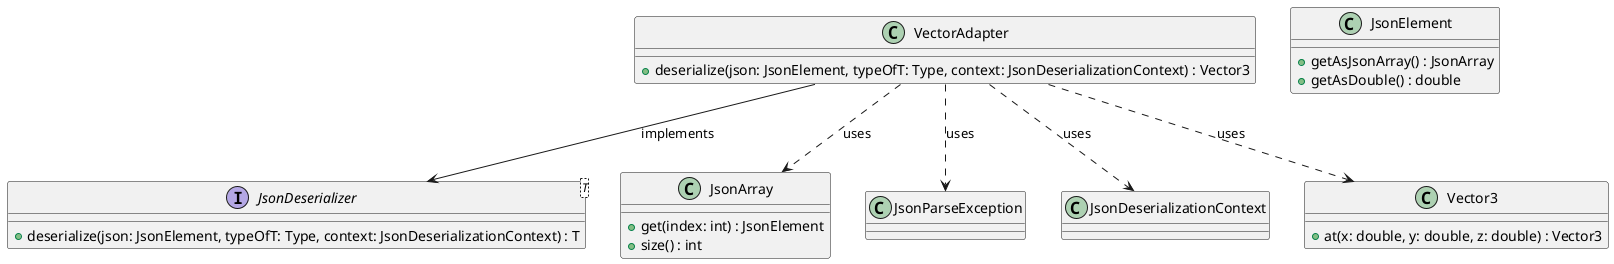 C VectorAdapter
deserialize(json: JsonElement, typeOfT: Type, context: JsonDeserializationContext) : Vector3
C JsonElement
getAsJsonArray() : JsonArray
getAsDouble() : double
implements
uses
uses
uses
uses
I JsonDeserializer
T
deserialize(json: JsonElement, typeOfT: Type, context: JsonDeserializationContext) : T
C JsonArray
get(index: int) : JsonElement
size() : int
C JsonParseException
C JsonDeserializationContext
C Vector3
at(x: double, y: double, z: double) : Vector3